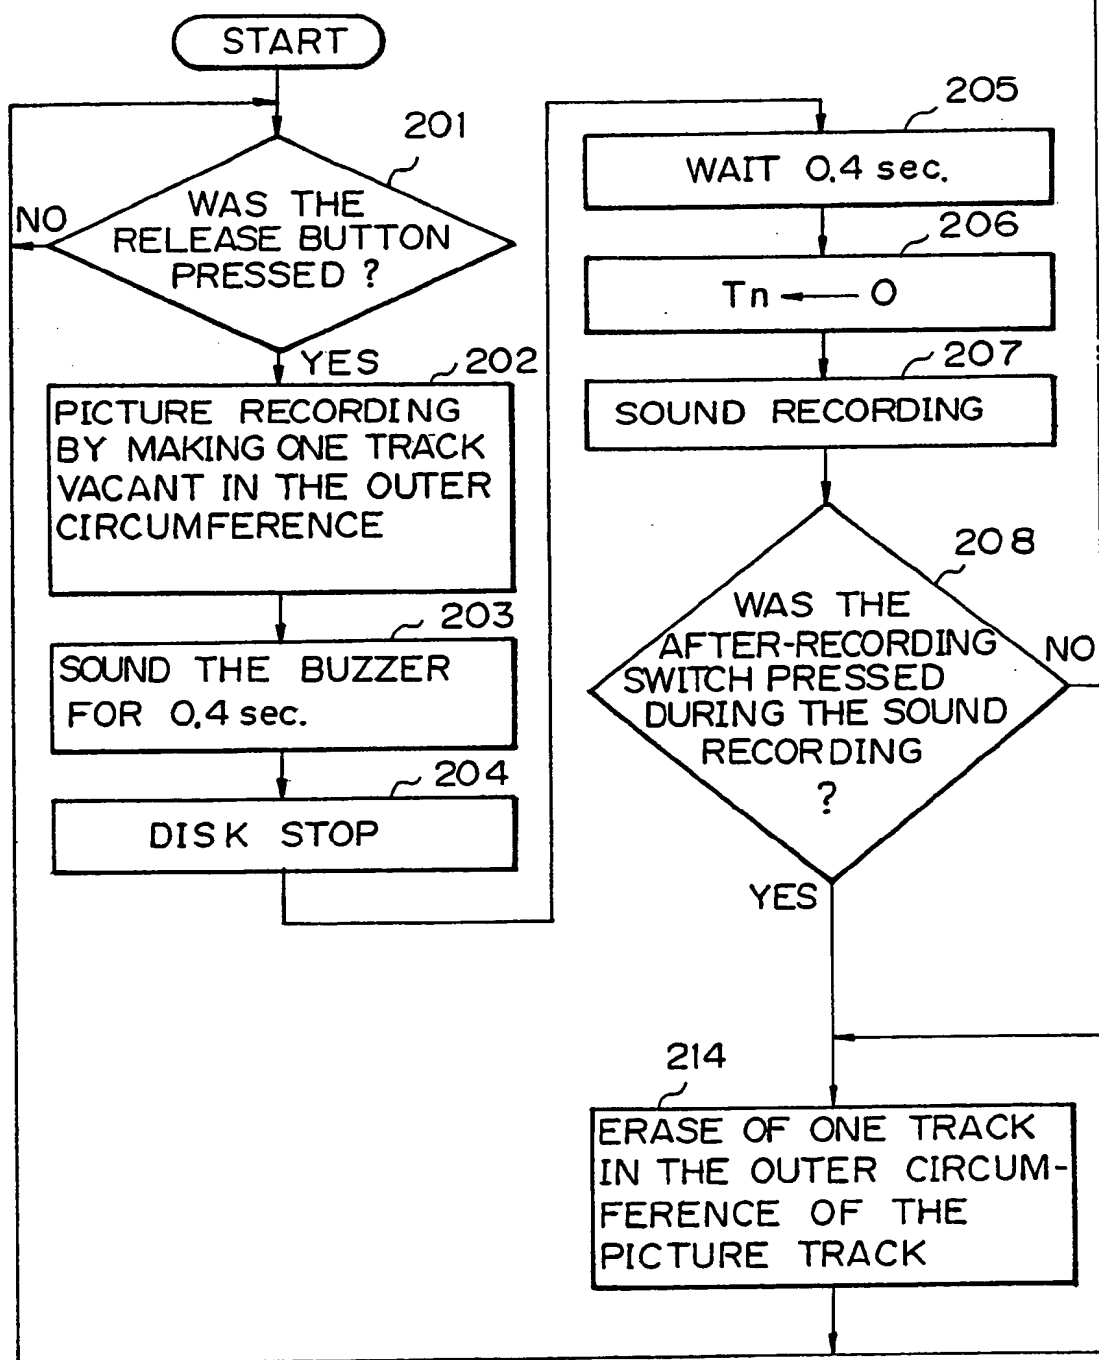 START
201
WAS THE
RELEASE BUTTON
PRESSED ?
NO
YES
202
PICTURE RECORDING
BY MAKING ONE TRACK
VACANT IN THE OUTER
CIRCUMFERENCE
203
SOUND THE BUZZER
FOR 0.4 sec.
204
DISK STOP
205
WAIT 0.4 sec.
206
Tn ← 0
207
SOUND RECORDING
208
WAS THE
AFTER-RECORDING
SWITCH PRESSED
DURING THE SOUND
RECORDING
?
NO
YES
214
ERASE OF ONE TRACK
IN THE OUTER CIRCUM-
FERENCE OF THE
PICTURE TRACK